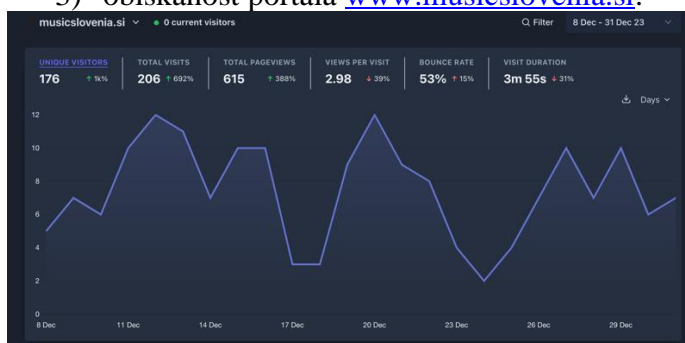 3) obiskanost portala www.musicslovenia.si:
musicslovenia.si 0 current visitors Filter 8 Dec - 31 Dec 23
UNIQUE VISITORS TOTAL VISITS TOTAL PAGEVIEWS VIEWS PER VISIT BOUNCE RATE VISIT DURATION
176 ↑ 1k% 206 ↑ 692% 615 ↑ 388% 2.98 ↓ 39% 53% ↑ 15% 3m 55s ↓ 31%
Days
12
10
8
6
4
2
0
8 Dec 11 Dec 14 Dec 17 Dec 20 Dec 23 Dec 26 Dec 29 Dec